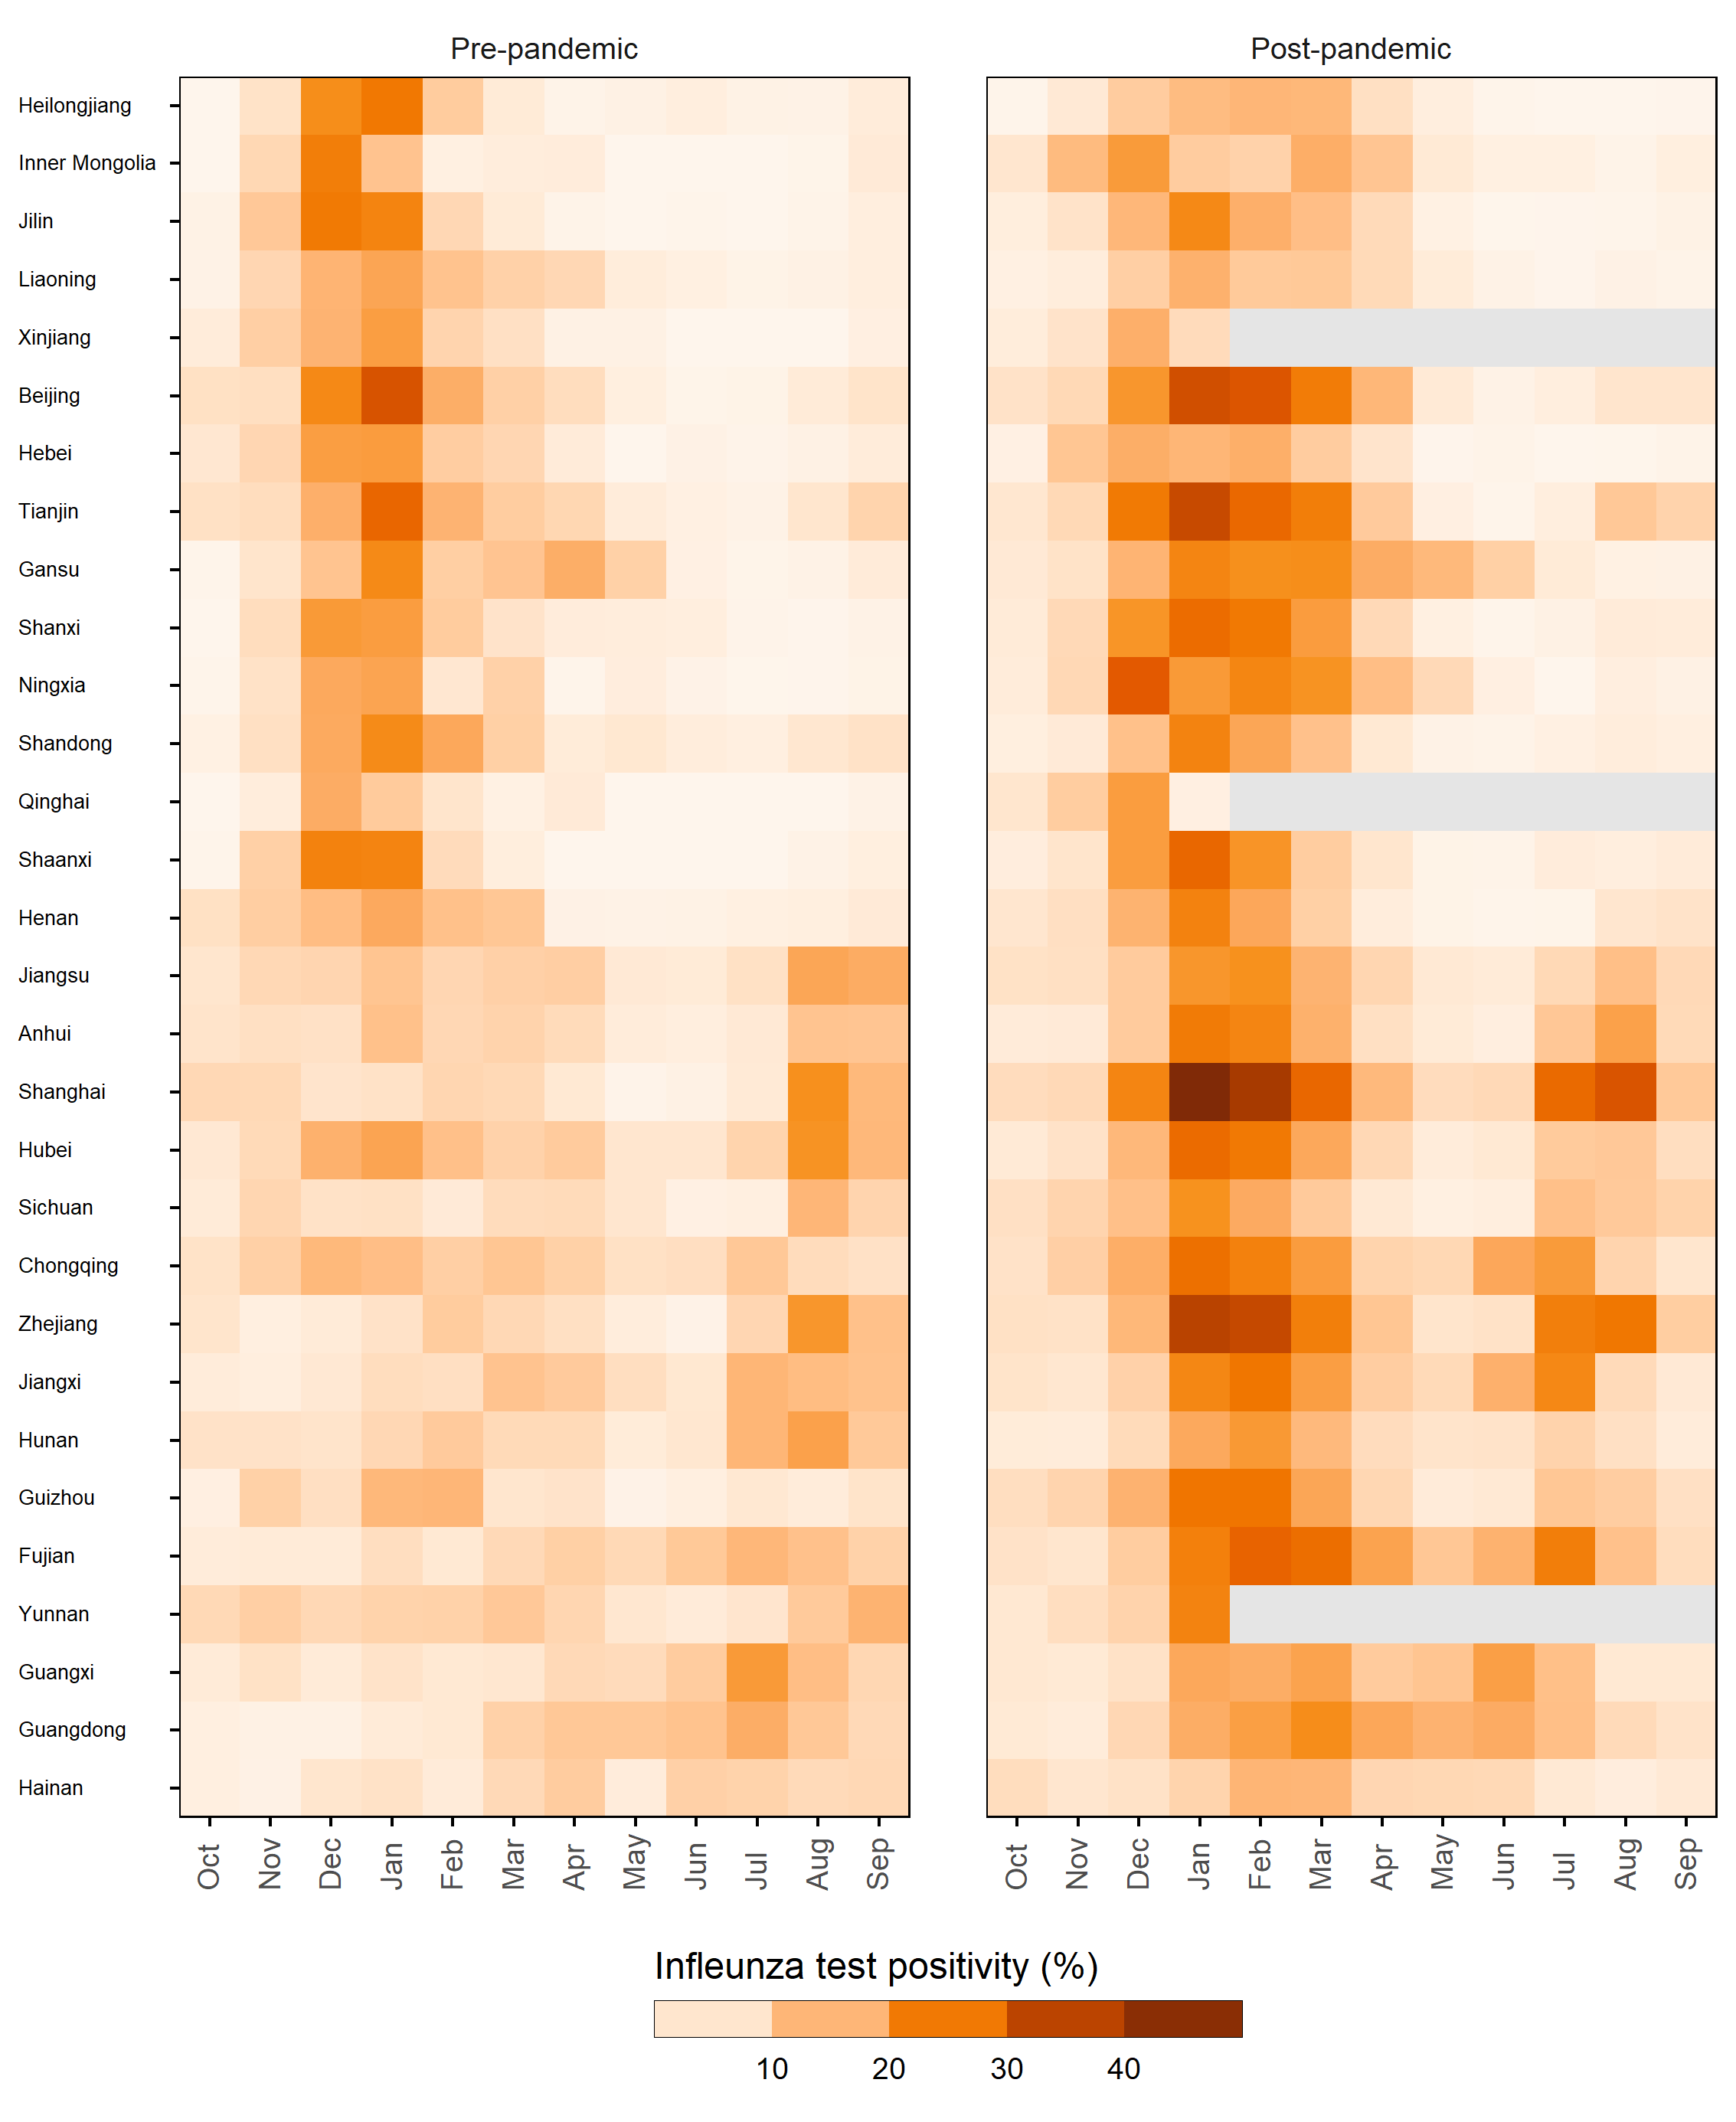 Pre-pandemic Post-pandemic
Heilongjiang
Inner Mongolia
Jilin
Liaoning
Xinjiang
Beijing
Hebei
Tianjin
Gansu
Shanxi
Ningxia
Shandong
Qinghai
Shaanxi
Henan
Jiangsu
Anhui
Shanghai
Hubei
Sichuan
Chongqing
Zhejiang
Jiangxi
Hunan
Guizhou
Fujian
Yunnan
Guangxi
Guangdong
Hainan
Oct Nov Dec Jan Feb Mar Apr May Jun Jul Aug Sep Oct Nov Dec Jan Feb Mar Apr May Jun Jul Aug Sep
Infleunza test positivity (%)
10 20 30 40